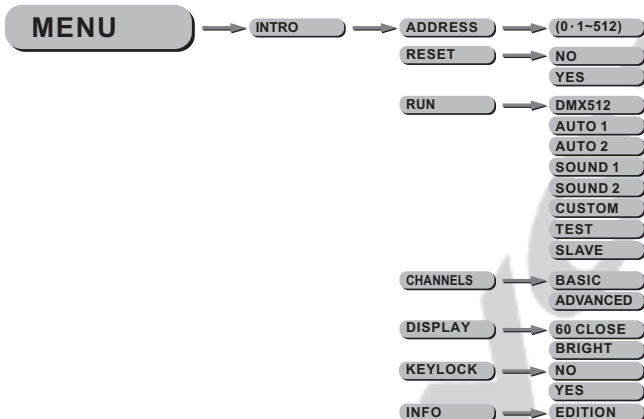 MENU INTRO ADDRESS (0·1~512)
RESET NO
YES
RUN DMX512
AUTO 1
AUTO 2
SOUND 1
SOUND 2
CUSTOM
TEST
SLAVE
CHANNELS BASIC
ADVANCED
DISPLAY 60 CLOSE
BRIGHT
KEYLOCK NO
YES
INFO EDITION